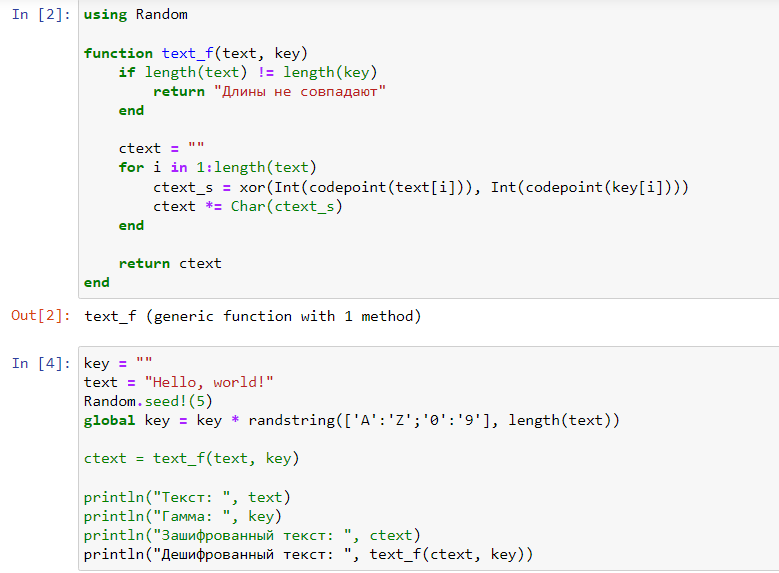 In [2]: using Random
function text_f(text, key)
if length(text) != length(key)
return "Длины не совпадают"
end
ctext = ""
for i in 1:length(text)
ctext_s = xor(Int(codepoint(text[i])), Int(codepoint(key[i])))
ctext *= Char(ctext_s)
end
return ctext
end
Out[2]: text_f (generic function with 1 method)
In [4]: key = ""
text = "Hello, world!"
Random.seed!(5)
global key = key * randstring(['A':'Z';'0':'9'], length(text))
ctext = text_f(text, key)
println("Текст: ", text)
println("Гамма: ", key)
println("Зашифрованный текст: ", ctext)
println("Дешифрованный текст: ", text_f(ctext, key))